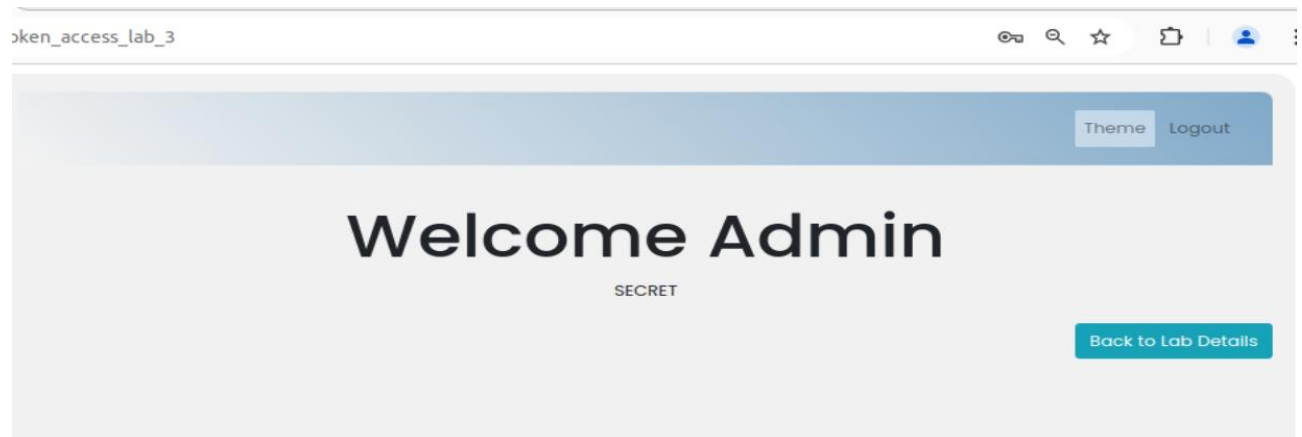 oken_access_lab_3
Theme Logout
Welcome Admin
SECRET
Back to Lab Details